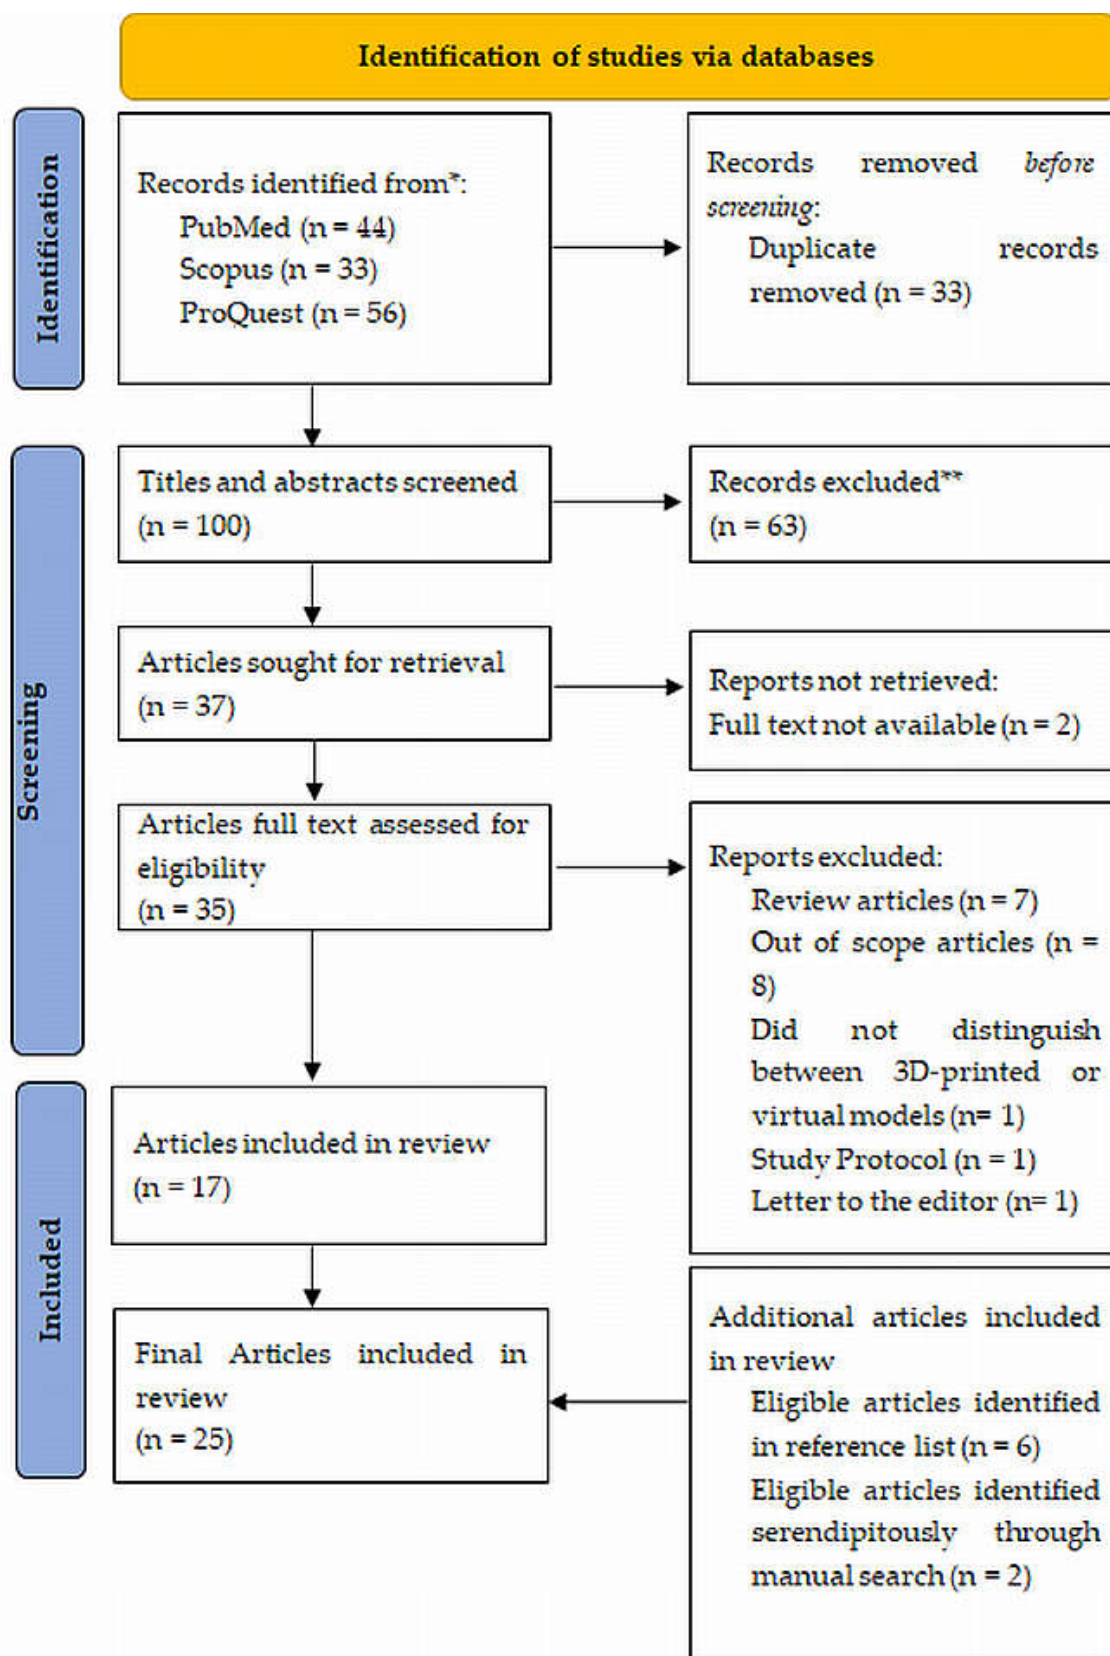 Identification of studies via databases
Identification
Records identified from*:
PubMed (n = 44)
Scopus (n = 33)
ProQuest (n = 56)
Records removed before
screening:
Duplicate records
removed (n = 33)
Screening
Titles and abstracts screened
(n = 100)
Records excluded**
(n = 63)
Articles sought for retrieval
(n = 37)
Reports not retrieved:
Full text not available (n = 2)
Articles full text assessed for
eligibility
(n = 35)
Reports excluded:
Review articles (n = 7)
Out of scope articles (n =
8)
Did not distinguish
between 3D-printed or
virtual models (n= 1)
Study Protocol (n = 1)
Letter to the editor (n= 1)
Included
Articles included in review
(n = 17)
Final Articles included in
review
(n = 25)
Additional articles included
in review
Eligible articles identified
in reference list (n = 6)
Eligible articles identified
serendipitously through
manual search (n = 2)